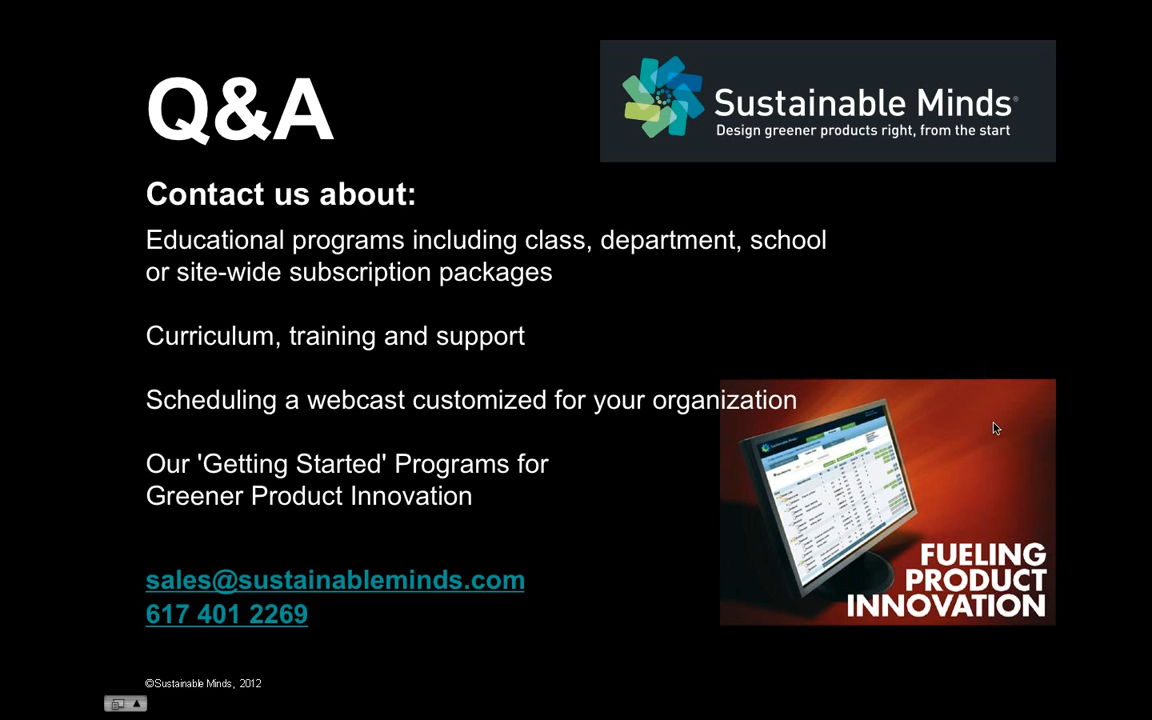 Q&A
Sustainable Minds®
Design greener products right, from the start
Contact us about:
Educational programs including class, department, school
or site-wide subscription packages
Curriculum, training and support
Scheduling a webcast customized for your organization
Our 'Getting Started' Programs for
Greener Product Innovation
FUELING
PRODUCT
INNOVATION
sales@sustainableminds.com
617 401 2269
©Sustainable Minds, 2012